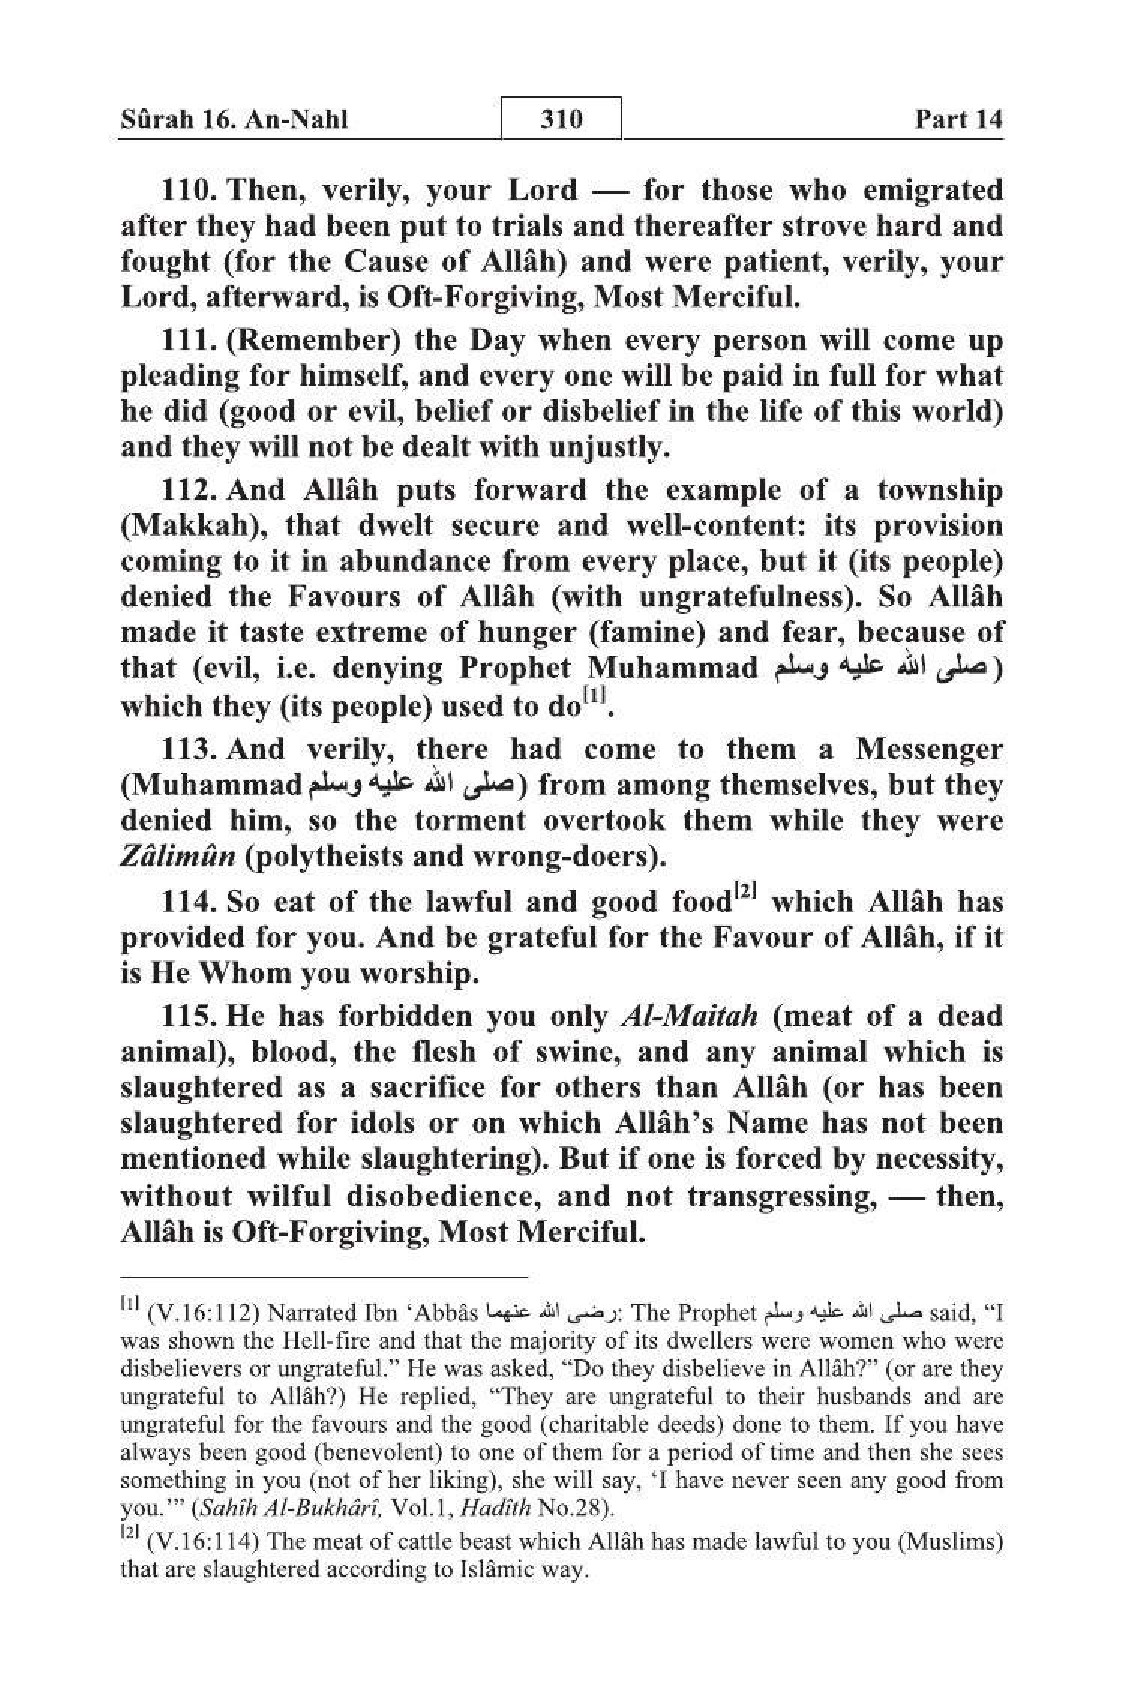 Sûrah 16. An-Nahl 310 Part 14
110. Then, verily, your Lord — for those who emigrated
after they had been put to trials and thereafter strove hard and
fought (for the Cause of Allâh) and were patient, verily, your
Lord, afterward, is Oft-Forgiving, Most Merciful.
111. (Remember) the Day when every person will come up
pleading for himself, and every one will be paid in full for what
he did (good or evil, belief or disbelief in the life of this world)
and they will not be dealt with unjustly.
112. And Allâh puts forward the example of a township
(Makkah), that dwelt secure and well-content: its provision
coming to it in abundance from every place, but it (its people)
denied the Favours of Allâh (with ungratefulness). So Allâh
made it taste extreme of hunger (famine) and fear, because of
that (evil, i.e. denying Prophet Muhammad صلى الله عليه وسلم)
which they (its people) used to do[1].
113. And verily, there had come to them a Messenger
(Muhammad صلى الله عليه وسلم) from among themselves, but they
denied him, so the torment overtook them while they were
Zâlimûn (polytheists and wrong-doers).
114. So eat of the lawful and good food[2] which Allâh has
provided for you. And be grateful for the Favour of Allâh, if it
is He Whom you worship.
115. He has forbidden you only Al-Maitah (meat of a dead
animal), blood, the flesh of swine, and any animal which is
slaughtered as a sacrifice for others than Allâh (or has been
slaughtered for idols or on which Allâh's Name has not been
mentioned while slaughtering). But if one is forced by necessity,
without wilful disobedience, and not transgressing, — then,
Allâh is Oft-Forgiving, Most Merciful.
[1] (V.16:112) Narrated Ibn 'Abbâs رضى الله عنهما: The Prophet صلى الله عليه وسلم said, "I
was shown the Hell-fire and that the majority of its dwellers were women who were
disbelievers or ungrateful." He was asked, "Do they disbelieve in Allâh?" (or are they
ungrateful to Allâh?) He replied, "They are ungrateful to their husbands and are
ungrateful for the favours and the good (charitable deeds) done to them. If you have
always been good (benevolent) to one of them for a period of time and then she sees
something in you (not of her liking), she will say, 'I have never seen any good from
you.'" (Sahîh Al-Bukhârî, Vol.1, Hadîth No.28).
[2] (V.16:114) The meat of cattle beast which Allâh has made lawful to you (Muslims)
that are slaughtered according to Islâmic way.